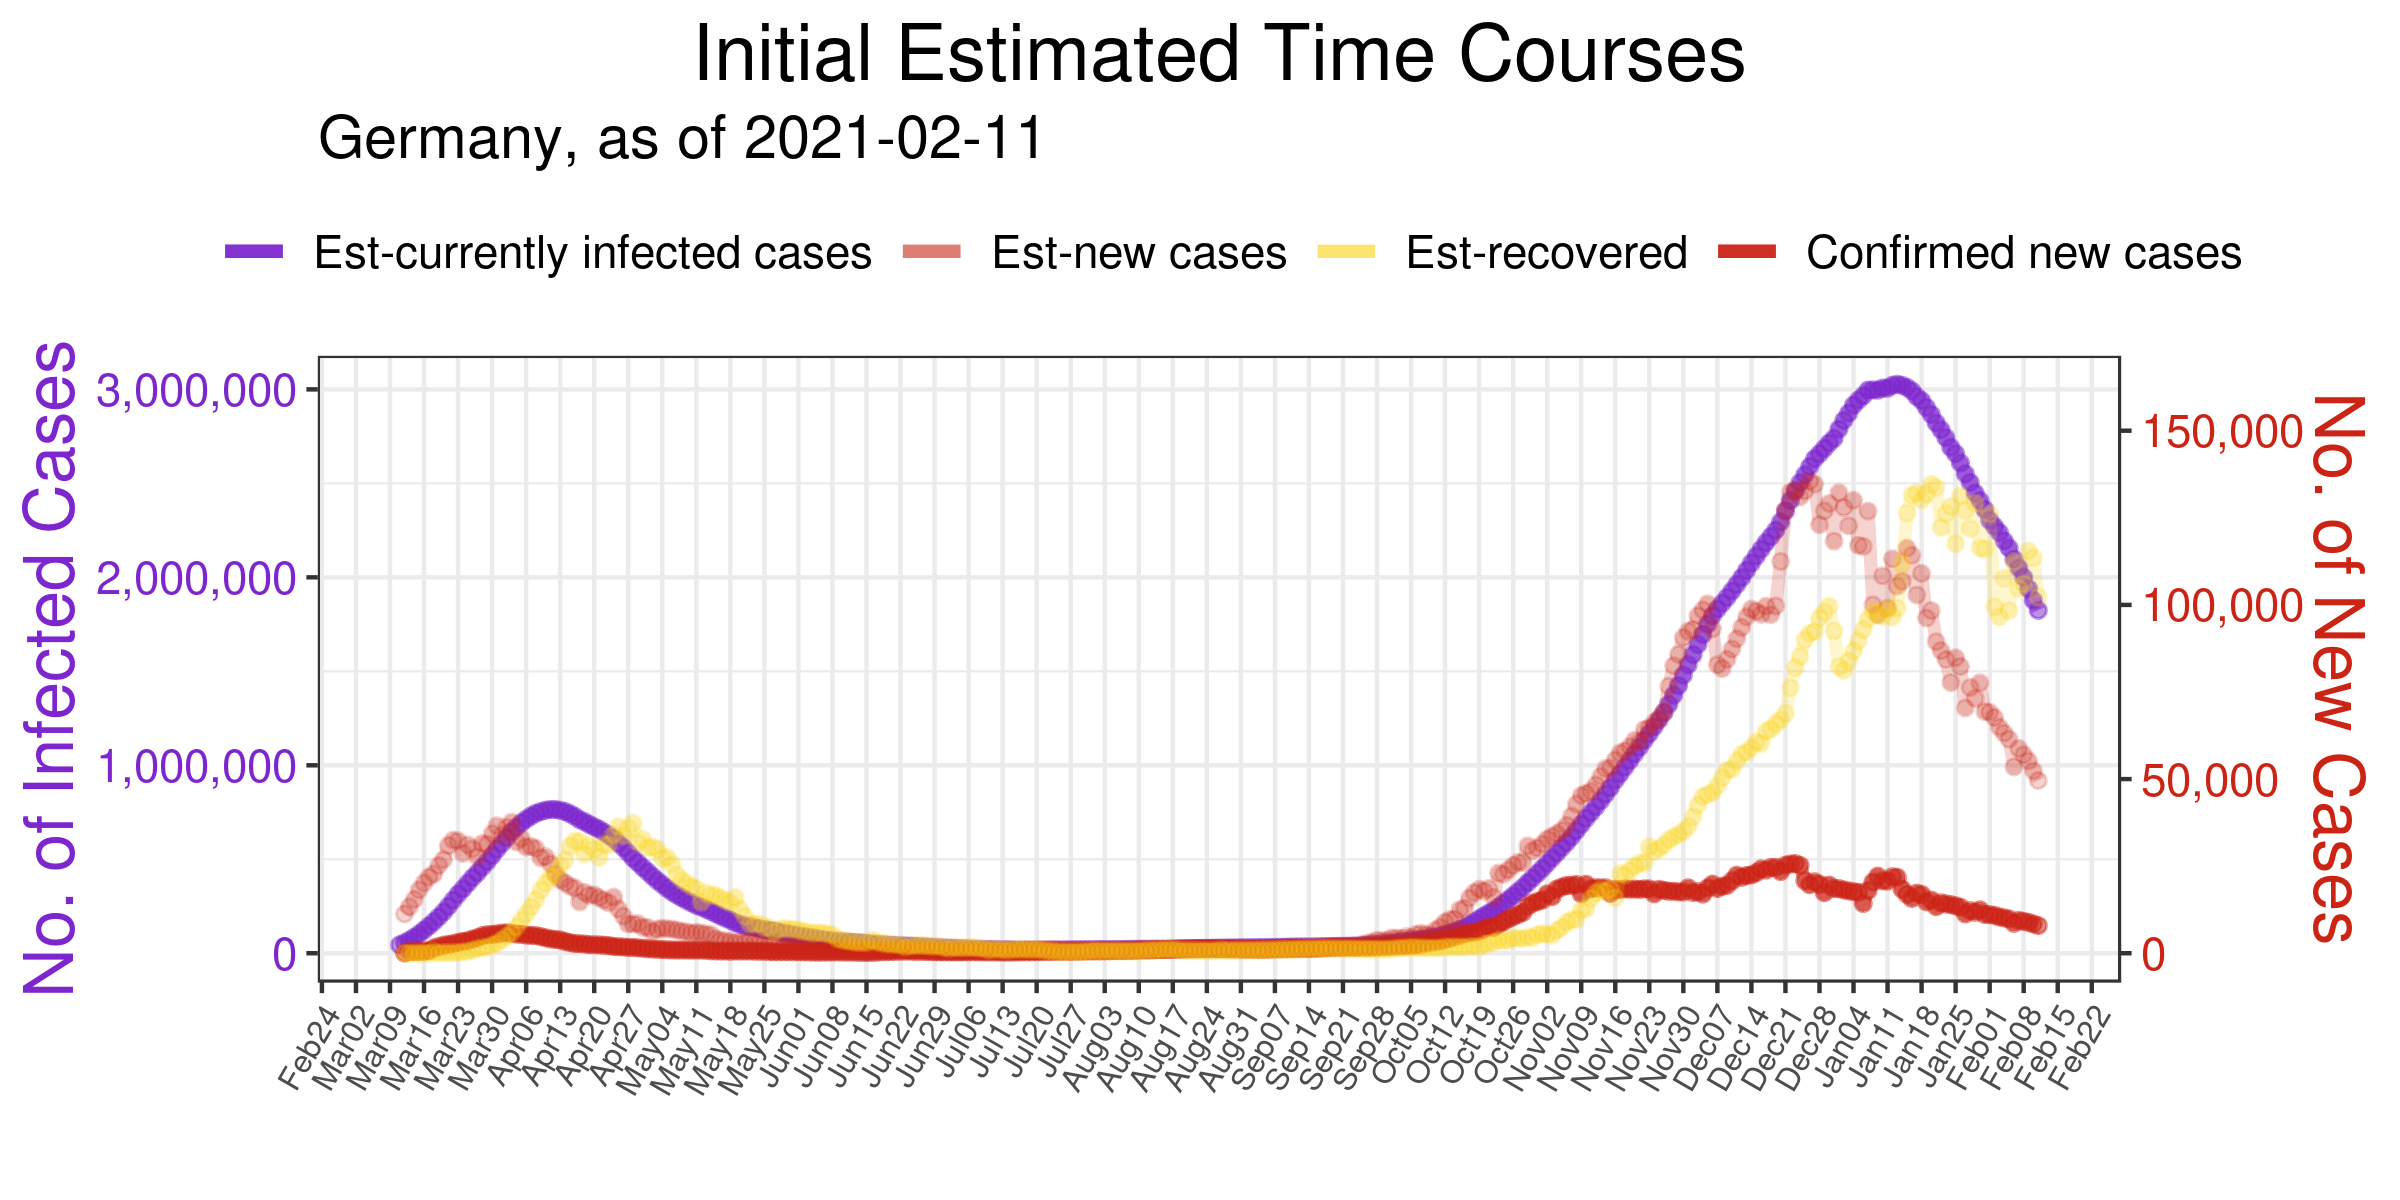 Initial Estimated Time Courses
Germany, as of 2021-02-11
Est-currently infected cases Est-new cases Est-recovered Confirmed new cases
No. of Infected Cases
3,000,000
2,000,000
1,000,000
0
150,000
100,000
50,000
0
No. of New Cases
Feb24 Mar02 Mar09 Mar16 Mar23 Mar30 Apr06 Apr13 Apr20 Apr27 May04 May11 May18 May25 Jun01 Jun08 Jun15 Jun22 Jun29 Jul06 Jul13 Jul20 Jul27 Aug03 Aug10 Aug17 Aug24 Aug31 Sep07 Sep14 Sep21 Sep28 Oct05 Oct12 Oct19 Oct26 Nov02 Nov09 Nov16 Nov23 Nov30 Dec07 Dec14 Dec21 Dec28 Jan04 Jan11 Jan18 Jan25 Feb01 Feb08 Feb15 Feb22